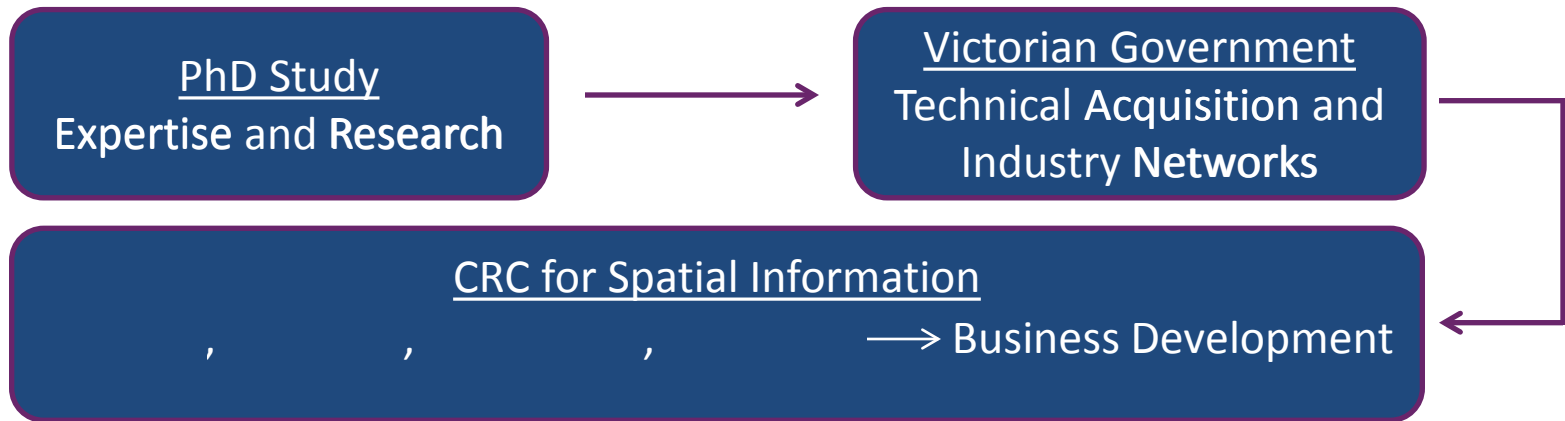 PhD Study
Expertise and Research
Victorian Government
Technical Acquisition and
Industry Networks
CRC for Spatial Information
, , , → Business Development